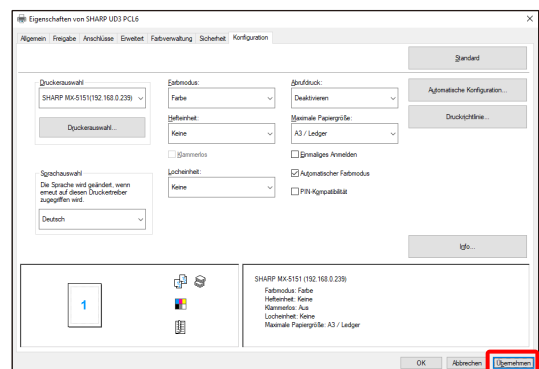 Eigenschaften von SHARP UD3 PCL6
Allgemein Freigabe Anschlüsse Erweitert Farbverwaltung Sicherheit Konfiguration
Standard
Druckerauswahl
SHARP MX-5151(192.168.0.239)
Druckerauswahl...
Sprachauswahl
Die Sprache wird geändert, wenn
erneut auf diesen Druckertreiber
zugegriffen wird.
Deutsch
Farbmodus:
Farbe
Hefteinheit:
Keine
Klammerlos
Locheinheit:
Keine
Abrufdruck:
Deaktivieren
Maximale Papiergröße:
A3 / Ledger
Einmaliges Anmelden
Automatischer Farbmodus
PIN-Kompatibilität
Automatische Konfiguration...
Druckrichtlinie...
Info...
1
SHARP MX-5151 (192.168.0.239)
Farbmodus: Farbe
Hefteinheit: Keine
Klammerlos: Aus
Locheinheit: Keine
Maximale Papiergröße: A3 / Ledger
OK Abbrechen Übernehmen